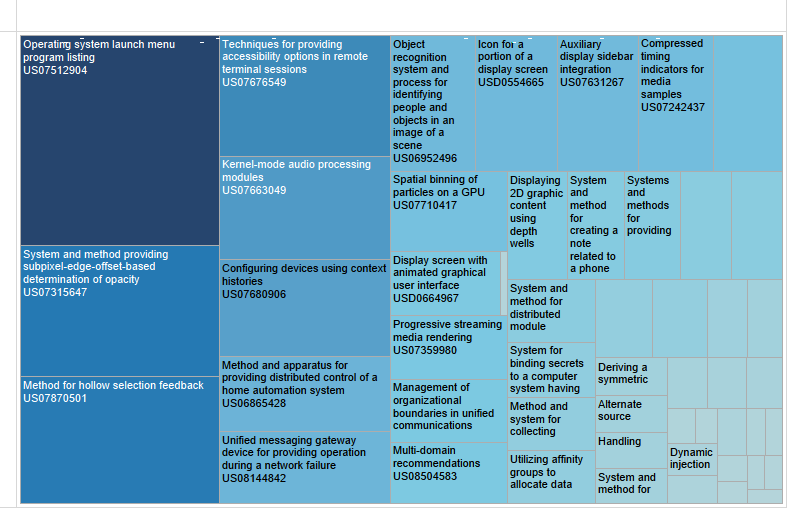 Operating system launch menu
program listing
US07512904
System and method providing
subpixel-edge-offset-based
determination of opacity
US07315647
Method for hollow selection feedback
US07870501
Techniques for providing
accessibility options in remote
terminal sessions
US07676549
Kernel-mode audio processing
modules
US07663049
Configuring devices using context
histories
US07680906
Method and apparatus for
providing distributed control of a
home automation system
US06865428
Unified messaging gateway
device for providing operation
during a network failure
US08144842
Object
recognition
system and
process for
identifying
people and
objects in an
image of a
scene
US06952496
Icon for a
portion of a
display screen
USD0554665
Auxiliary
display sidebar
integration
US07631267
Compressed
timing
indicators for
media
samples
US07242437
Spatial binning of
particles on a GPU
US07710417
Display screen with
animated graphical
user interface
USD0664967
Progressive streaming
media rendering
US07359980
Management of
organizational
boundaries in unified
communications
Multi-domain
recommendations
US08504583
Displaying
2D graphic
content
using
depth
wells
System
and
method
for
creating a
note
related to
a phone
Systems
and
methods
for
providing
System and
method for
distributed
module
System for
binding secrets
to a computer
system having
Method and
system for
collecting
Utilizing affinity
groups to
allocate data
Deriving a
symmetric
Alternate
source
Handling
System and
method for
Dynamic
injection